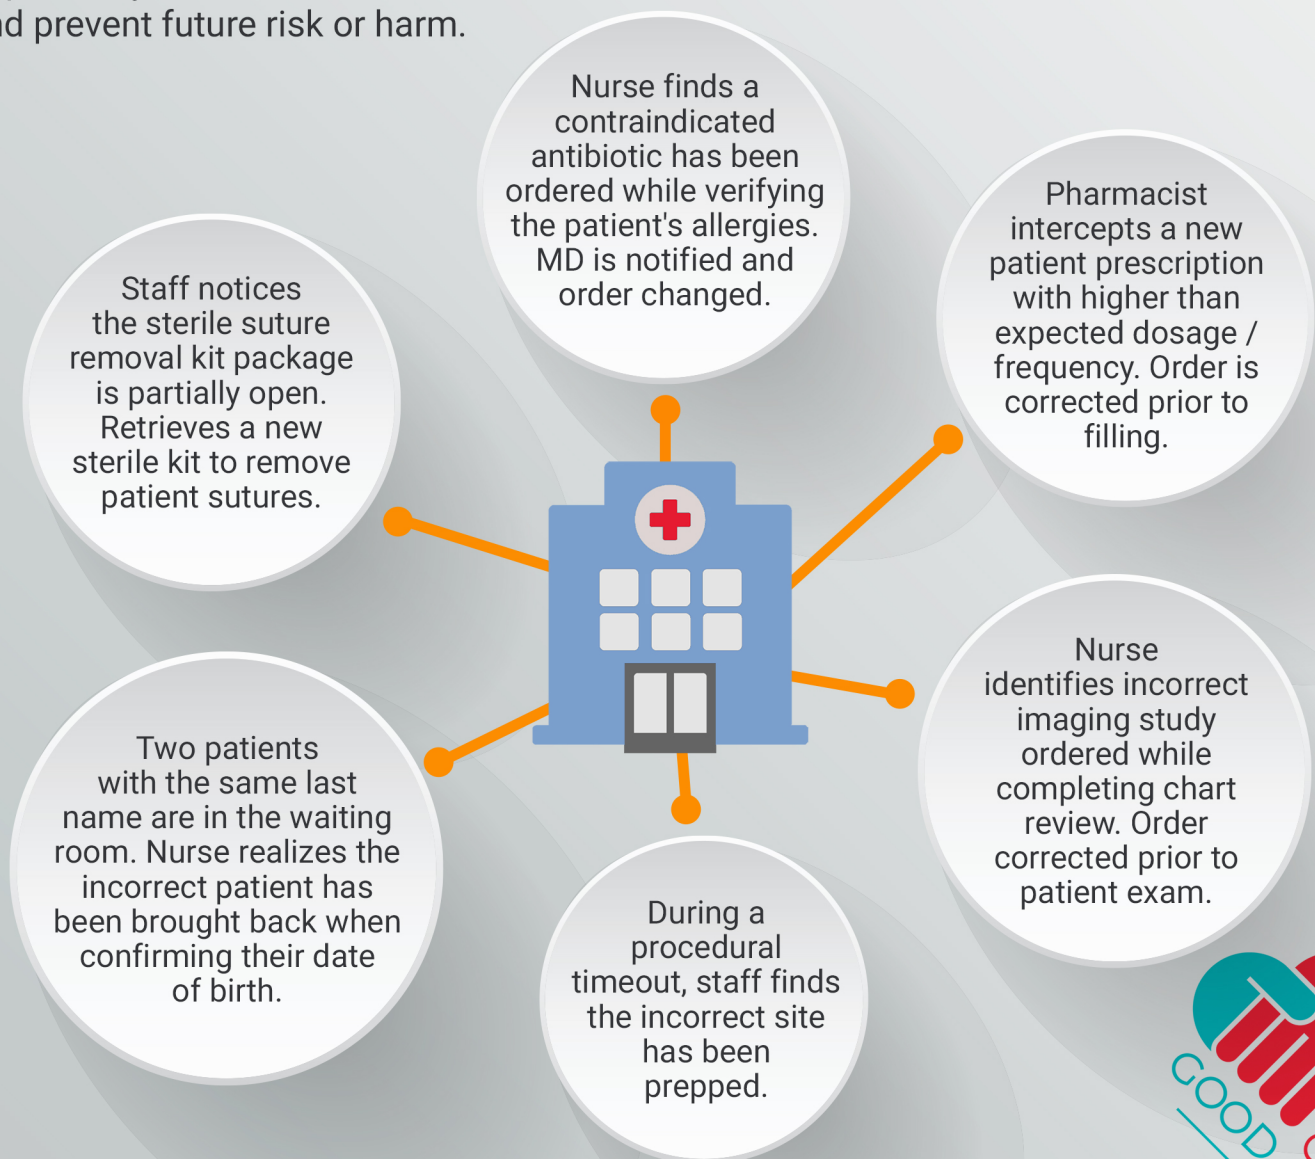 prevent future risk or harm.
Nurse finds a
contraindicated
antibiotic has been
ordered while verifying
the patient's allergies.
MD is notified and
order changed.
Pharmacist
intercepts a new
patient prescription
with higher than
expected dosage /
frequency. Order is
corrected prior to
filling.
Staff notices
the sterile suture
removal kit package
is partially open.
Retrieves a new
sterile kit to remove
patient sutures.
Nurse
identifies incorrect
imaging study
ordered while
completing chart
review. Order
corrected prior to
patient exam.
Two patients
with the same last
name are in the waiting
room. Nurse realizes the
incorrect patient has
been brought back when
confirming their date
of birth.
During a
procedural
timeout, staff finds
the incorrect site
has been
prepped.
GOOD